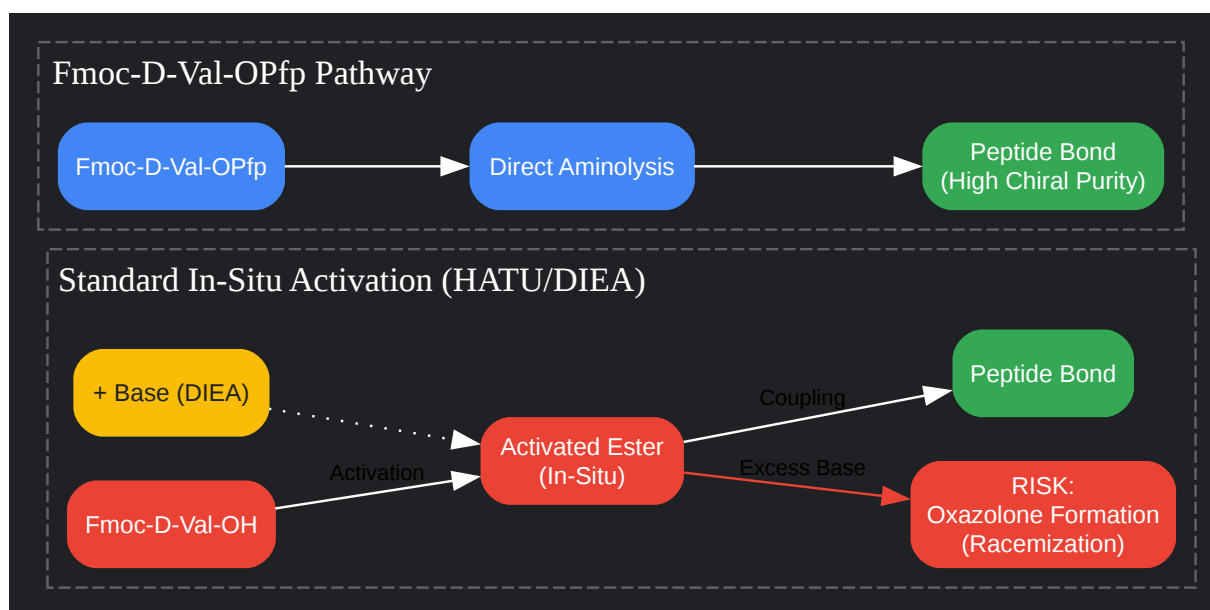 Fmoc-D-Val-OPfp Pathway
Fmoc-D-Val-OPfp
Direct Aminolysis
Peptide Bond
(High Chiral Purity)
Standard In-Situ Activation (HATU/DIEA)
+ Base (DIEA)
Fmoc-D-Val-OH
Activation
Activated Ester
(In-Situ)
Coupling
Excess Base
Peptide Bond
RISK:
Oxazolone Formation
(Racemization)